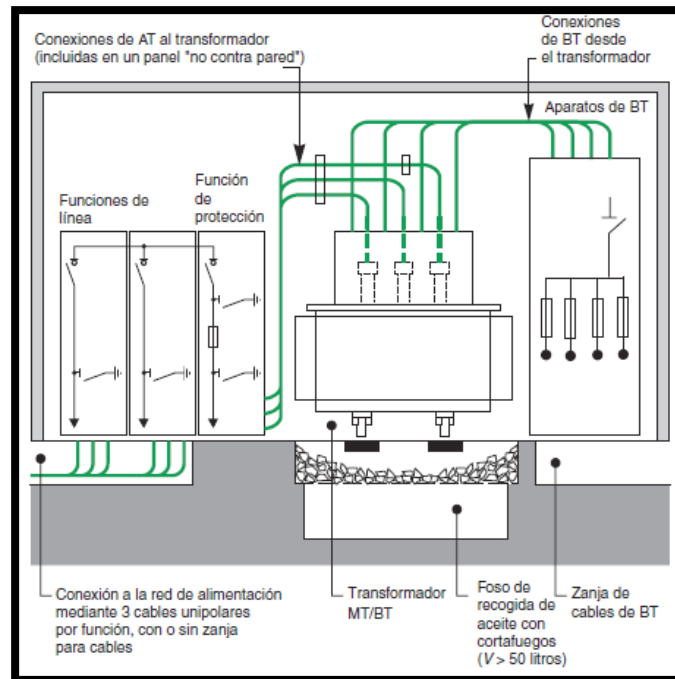 Conexiones de AT al transformador
(incluidas en un panel "no contra pared")
Conexiones
de BT desde
el transformador
Aparatos de BT
Funciones de
línea
Función
de
protección
Conexión a la red de alimentación
mediante 3 cables unipolares
por función, con o sin zanja
para cables
Transformador
MT/BT
Foso de
recogida de
aceite con
cortafuegos
(V > 50 litros)
Zanja de
cables de BT